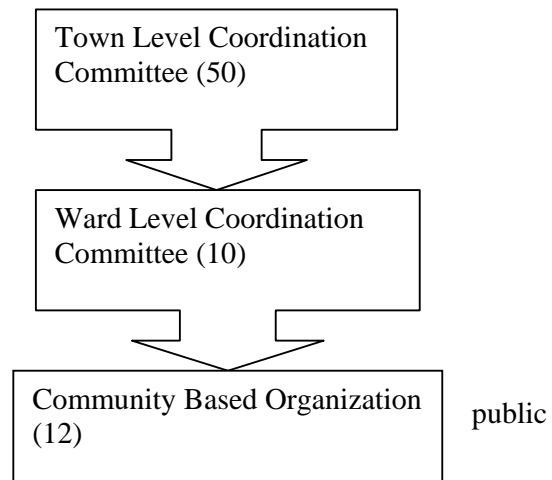 Town Level Coordination
Committee (50)
Ward Level Coordination
Committee (10)
Community Based Organization
(12)
public